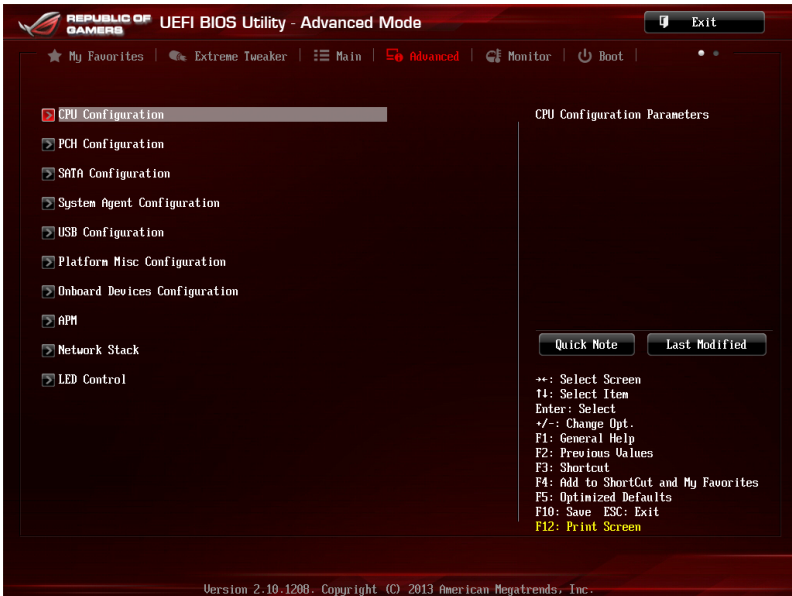 REPUBLIC OF GAMERS UEFI BIOS Utility - Advanced Mode Exit
My Favorites Extreme Tweaker Main Advanced Monitor Boot
CPU Configuration
PCH Configuration
SATA Configuration
System Agent Configuration
USB Configuration
Platform Misc Configuration
Onboard Devices Configuration
APM
Network Stack
LED Control
CPU Configuration Parameters
Quick Note Last Modified
→←: Select Screen
↑↓: Select Item
Enter: Select
+/-: Change Opt.
F1: General Help
F2: Previous Values
F3: Shortcut
F4: Add to ShortCut and My Favorites
F5: Optimized Defaults
F10: Save ESC: Exit
F12: Print Screen
Version 2.10.1208. Copyright (C) 2013 American Megatrends, Inc.